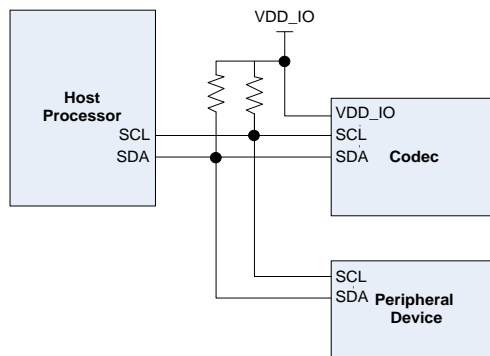 VDD_IO
Host
Processor
SCL
SDA
VDD_IO
SCL
SDA
Codec
SCL
SDA
Peripheral
Device